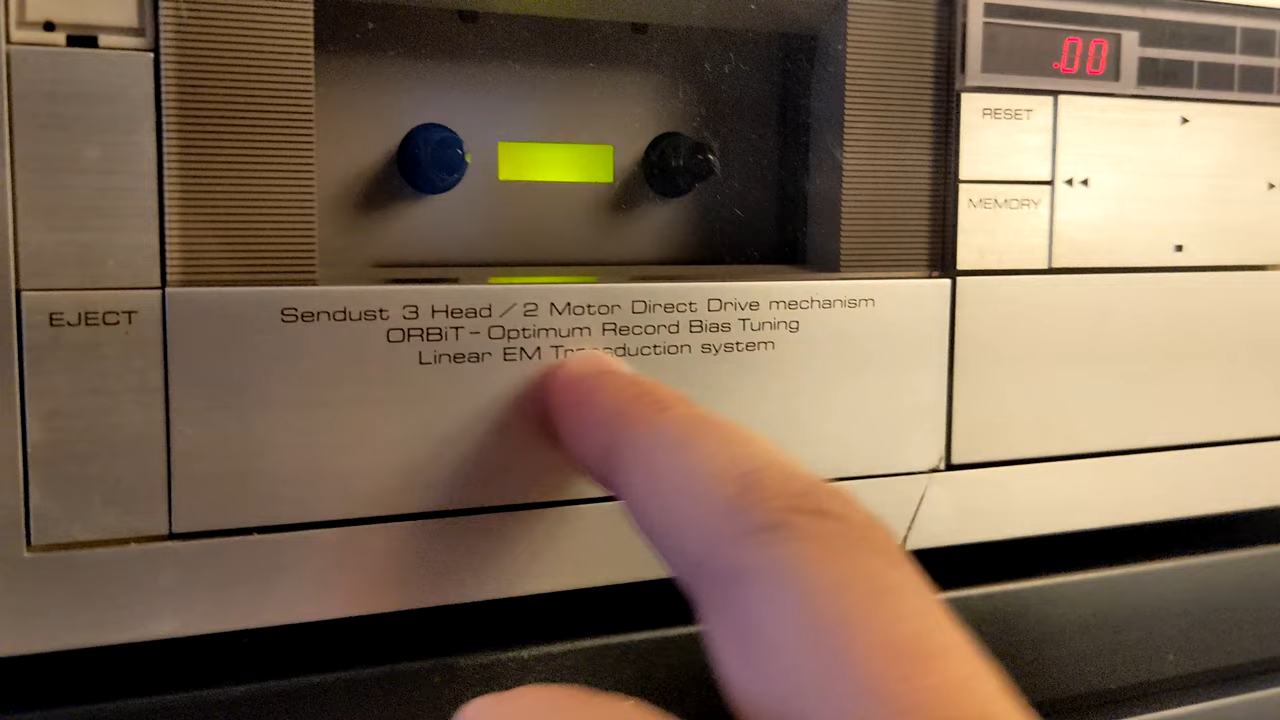 .00
RESET
MEMORY
EJECT
Sendust 3 Head / 2 Motor Direct Drive mechanism
ORBiT - Optimum Record Bias Tuning
Linear EM Transduction system